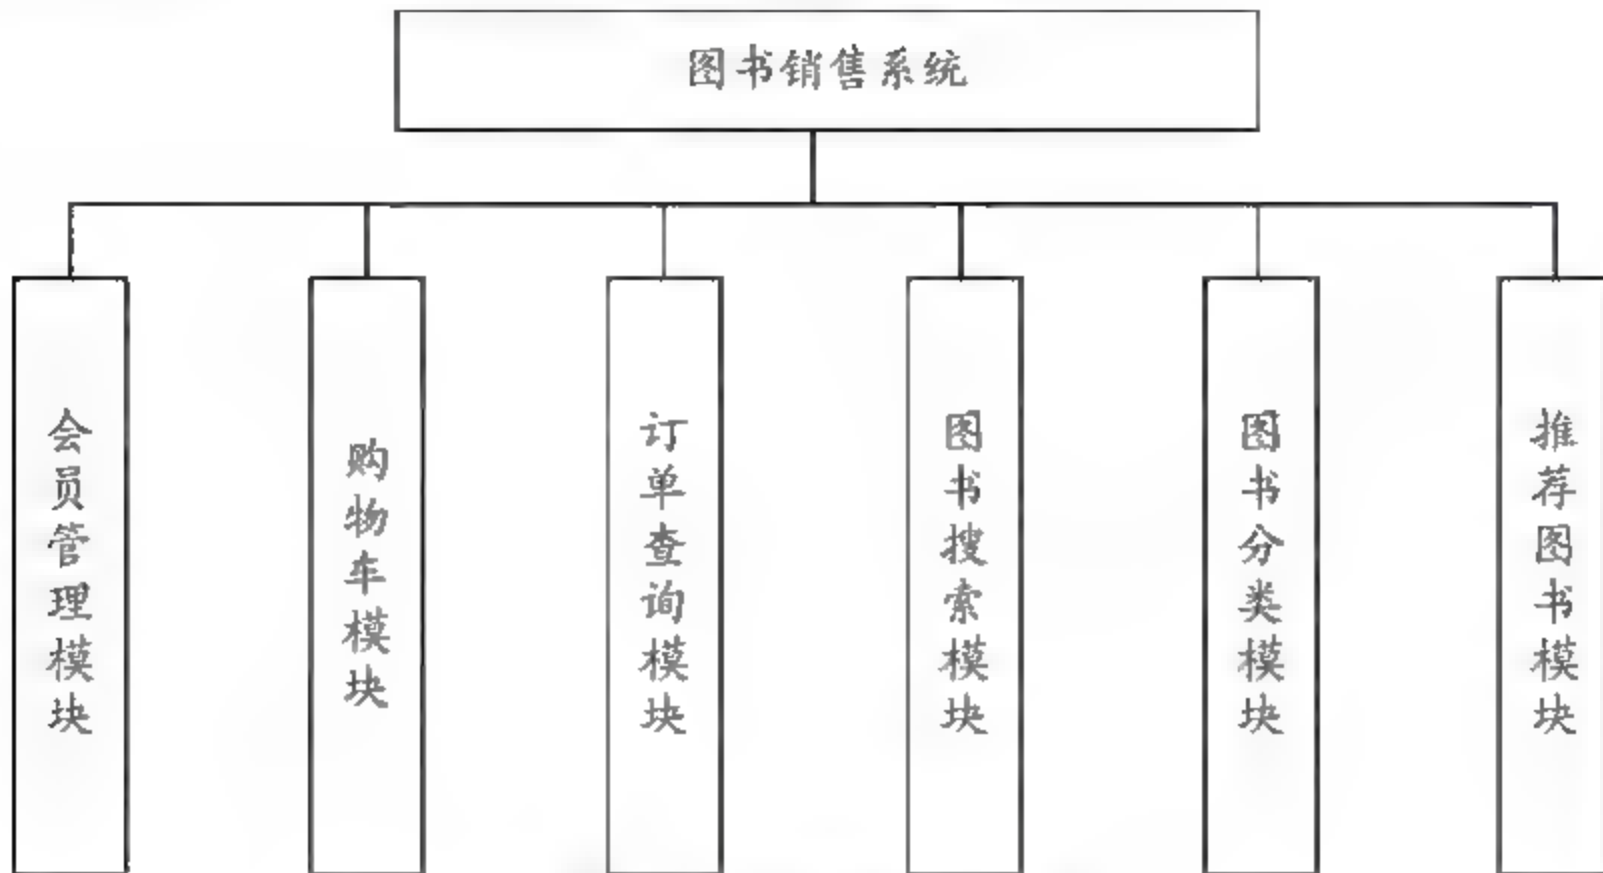 图书销售系统
会员管理模块
购物车模块
订单查询模块
图书搜索模块
图书分类模块
推荐图书模块